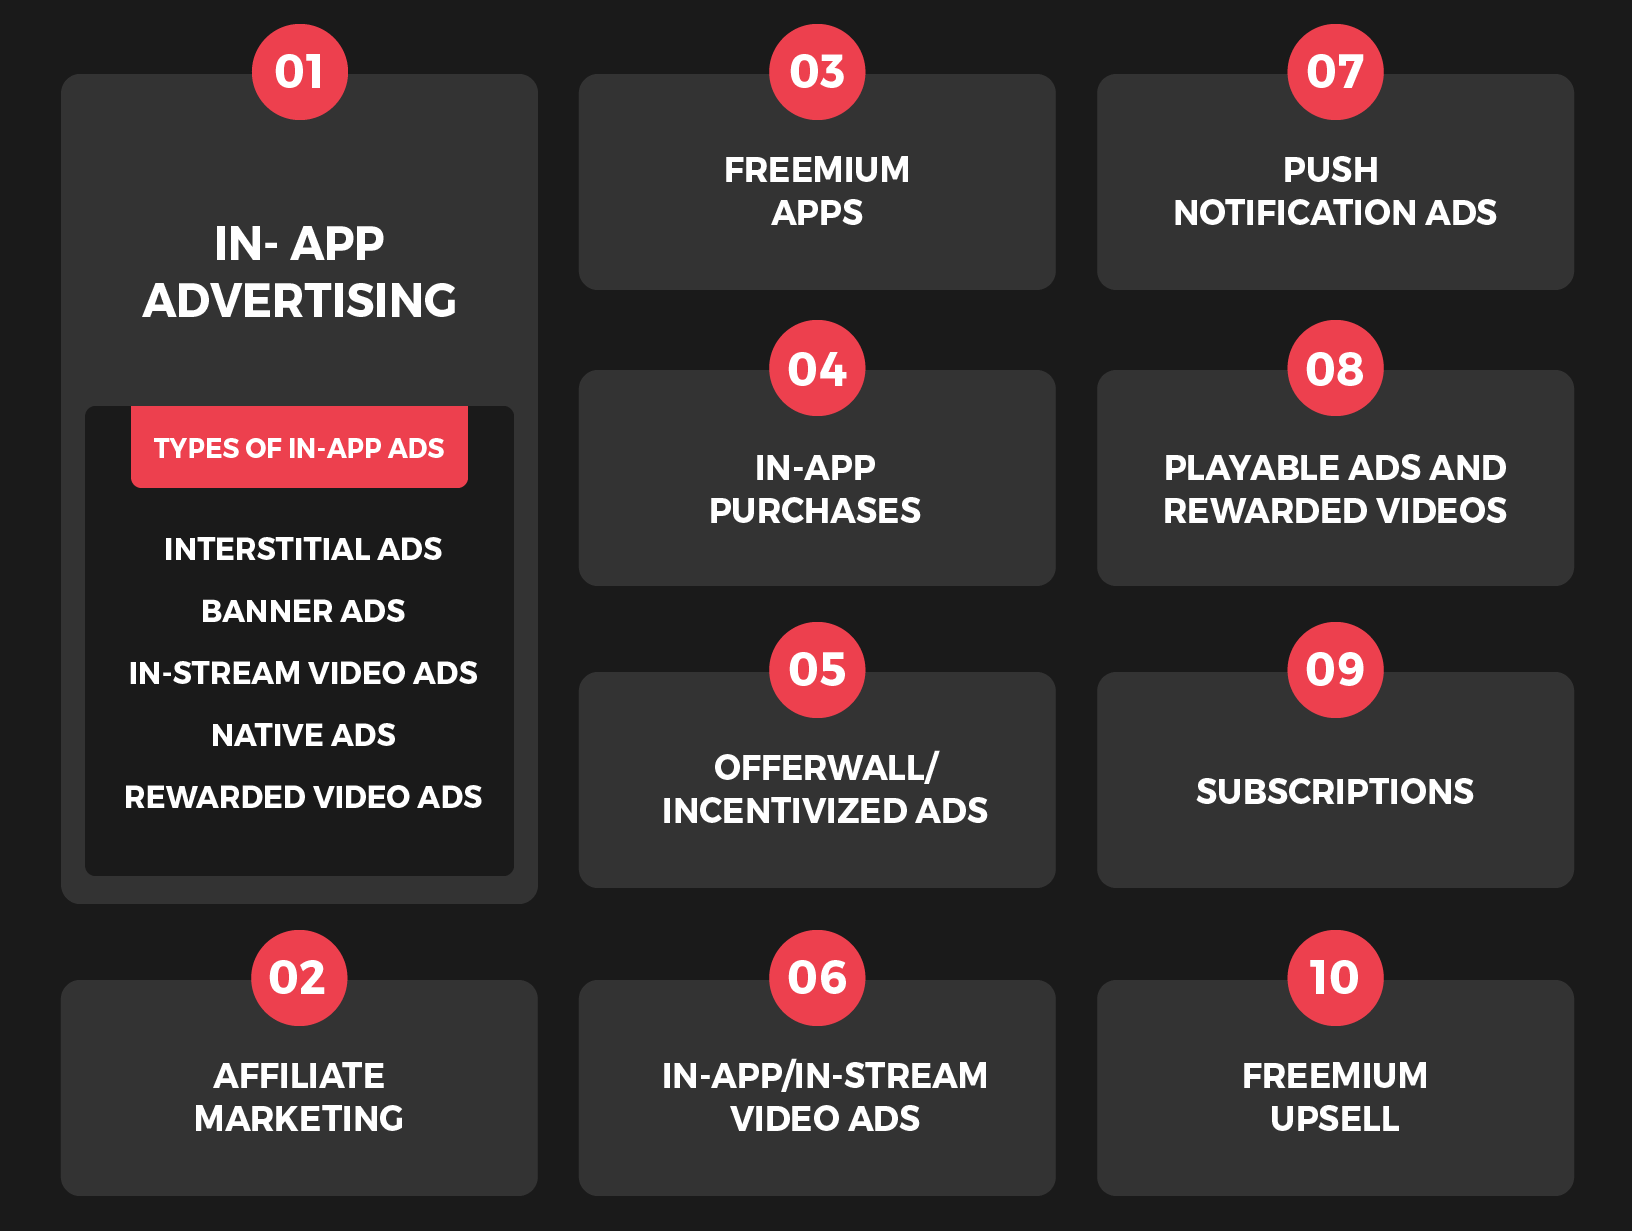 01
IN- APP
ADVERTISING
TYPES OF IN-APP ADS
INTERSTITIAL ADS
BANNER ADS
IN-STREAM VIDEO ADS
NATIVE ADS
REWARDED VIDEO ADS
02
AFFILIATE
MARKETING
03
FREEMIUM
APPS
04
IN-APP
PURCHASES
05
OFFERWALL/
INCENTIVIZED ADS
06
IN-APP/IN-STREAM
VIDEO ADS
07
PUSH
NOTIFICATION ADS
08
PLAYABLE ADS AND
REWARDED VIDEOS
09
SUBSCRIPTIONS
10
FREEMIUM
UPSELL